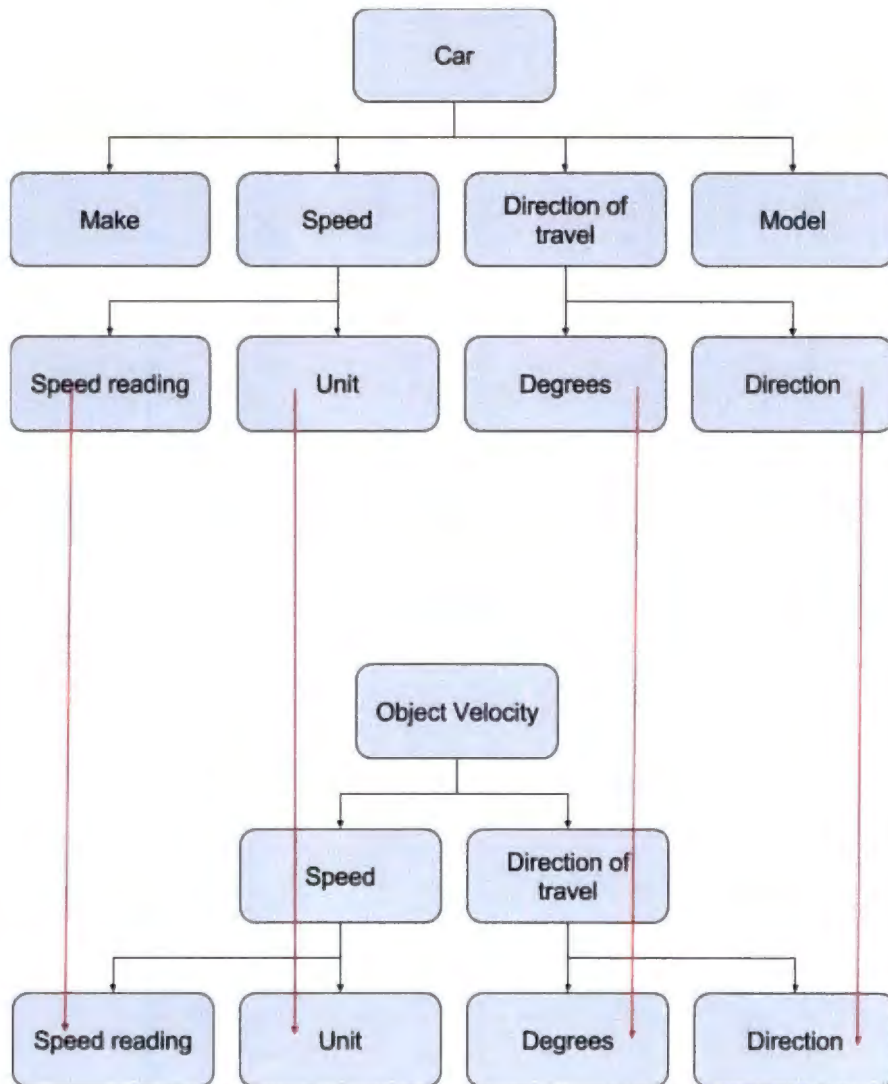 Car
Make
Speed
Direction of
travel
Model
Speed reading
Unit
Degrees
Direction
Object Velocity
Speed
Direction of
travel
Speed reading
Unit
Degrees
Direction